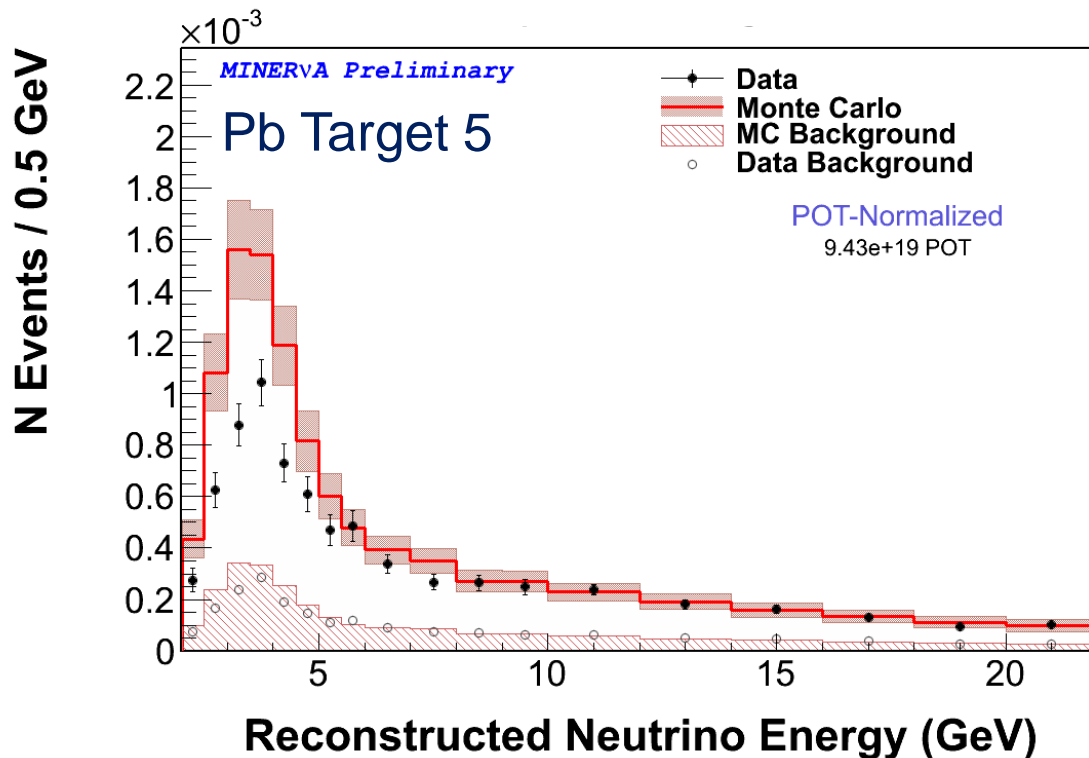 ×10⁻³
MINERνA Preliminary
Pb Target 5
Data
Monte Carlo
MC Background
Data Background
POT-Normalized
9.43e+19 POT
N Events / 0.5 GeV
2.2
2
1.8
1.6
1.4
1.2
1
0.8
0.6
0.4
0.2
0
5
10
15
20
Reconstructed Neutrino Energy (GeV)